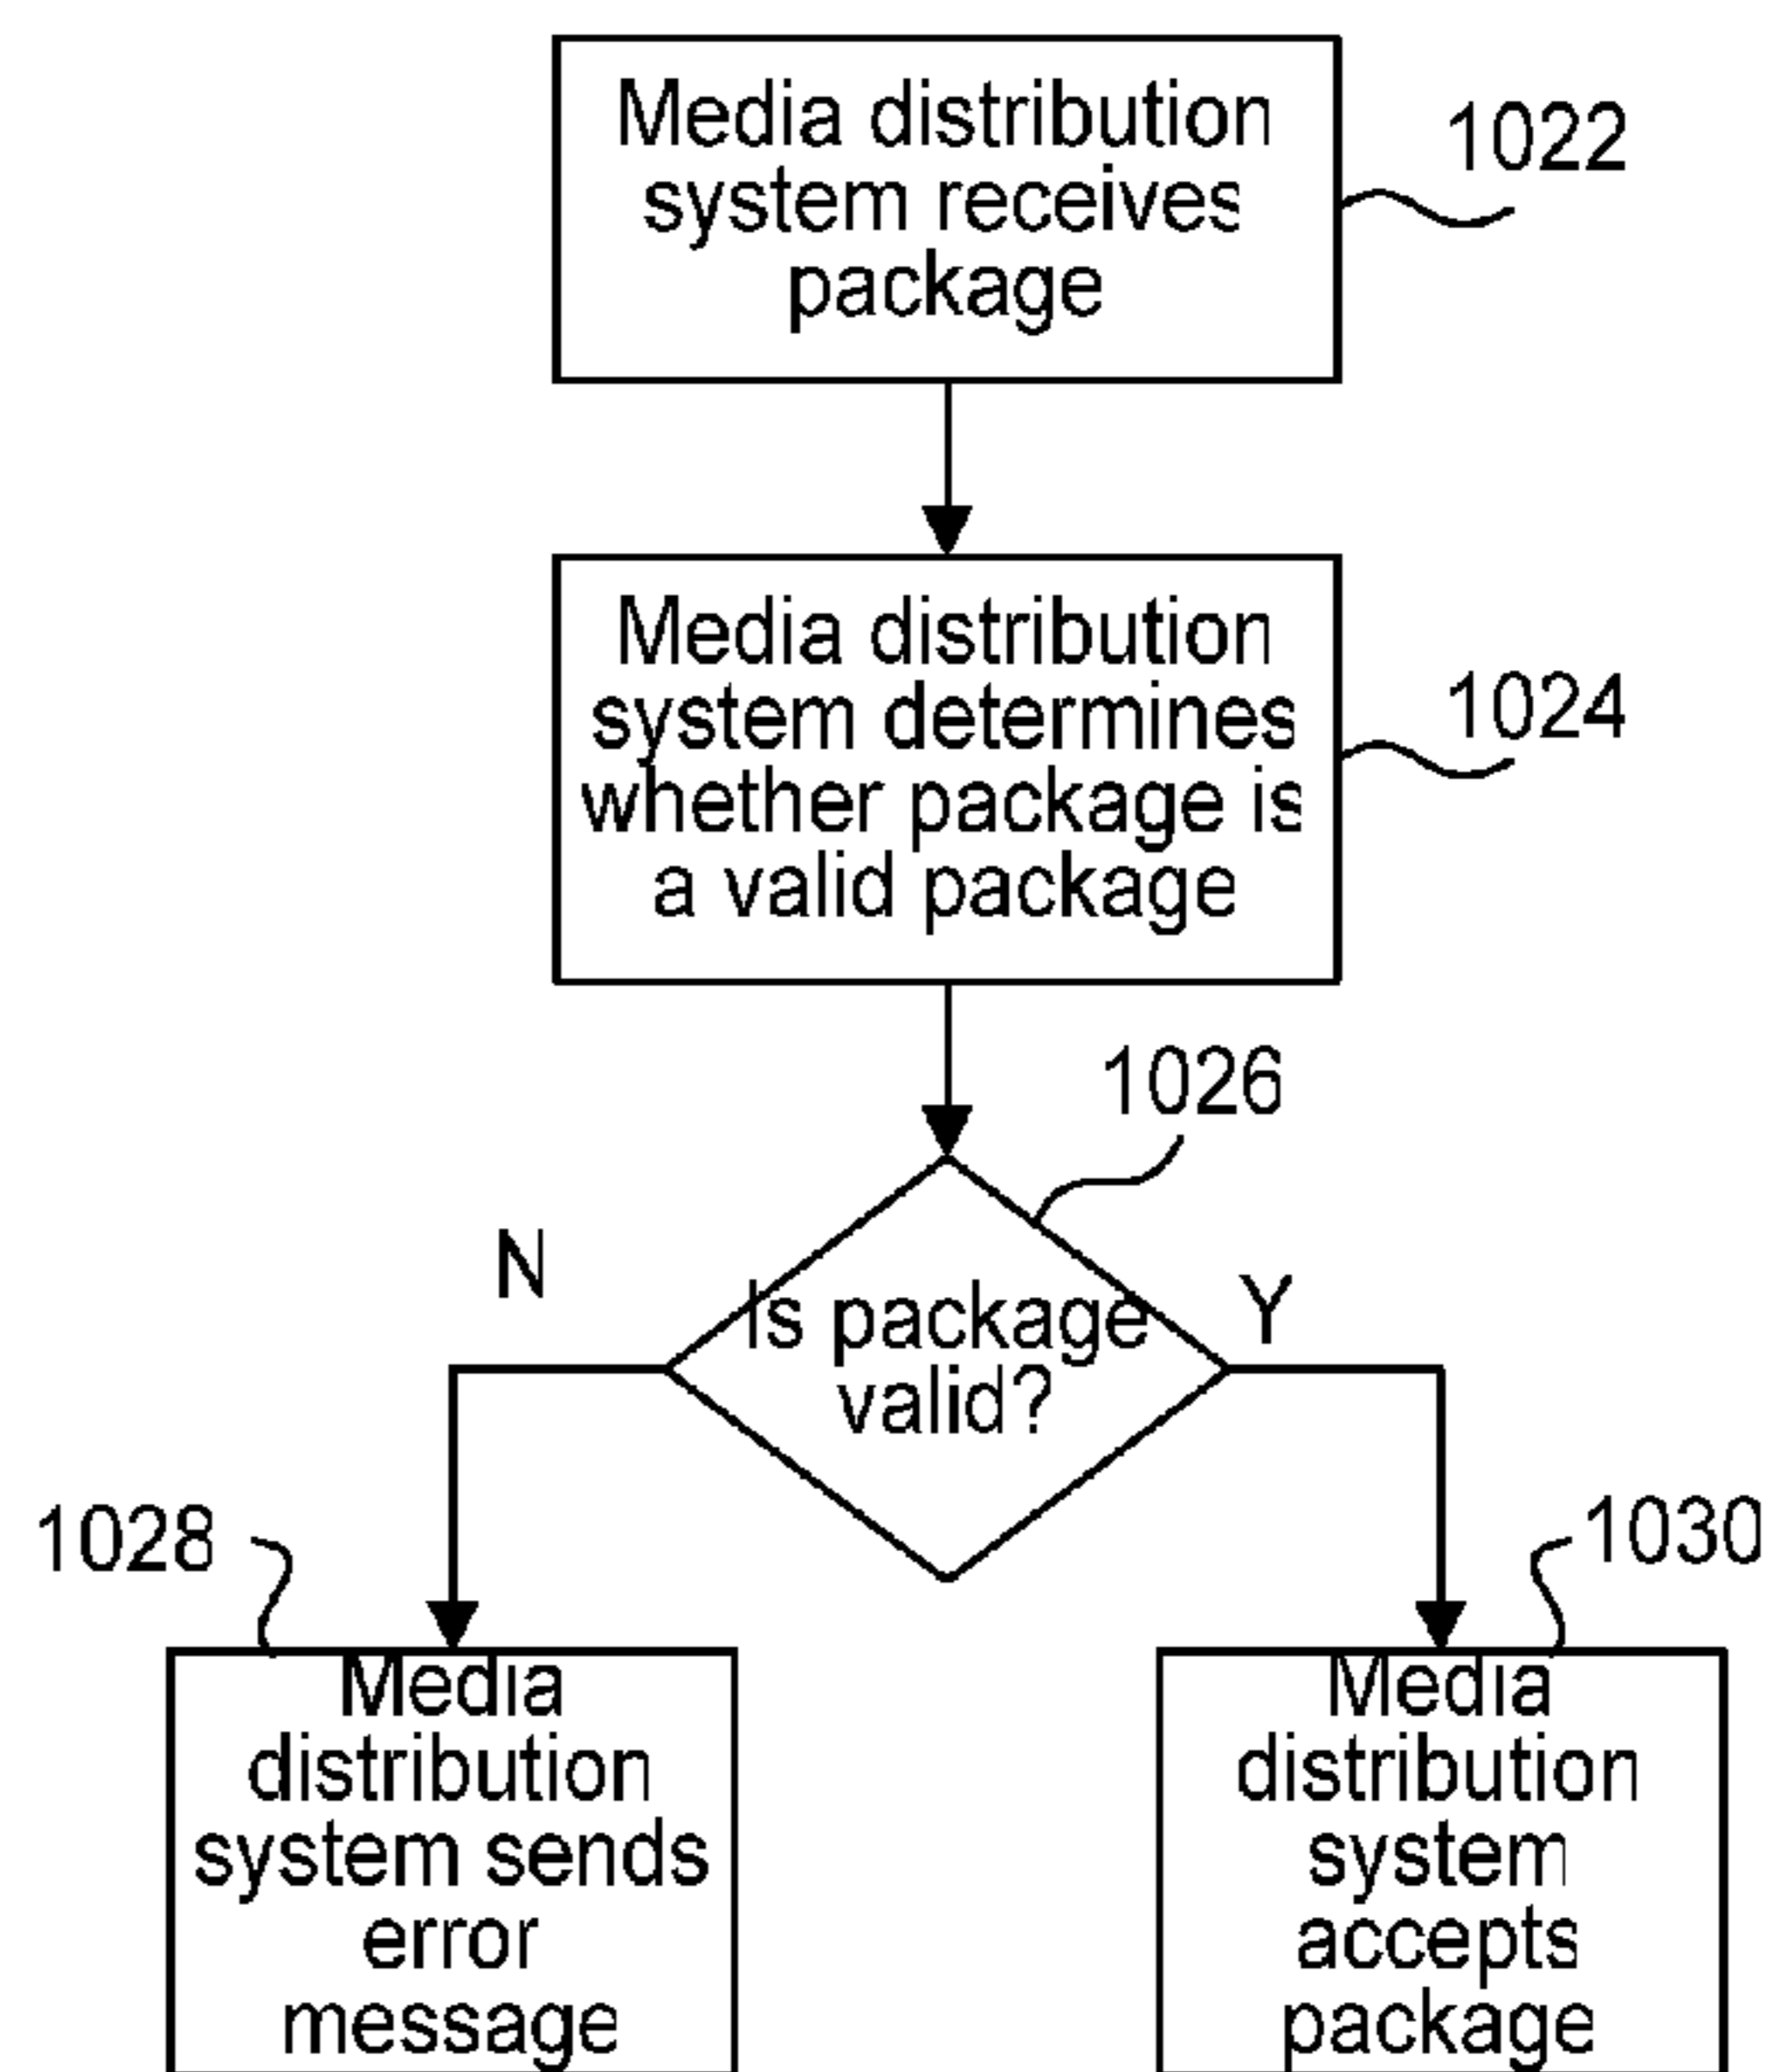 Media distribution
system receives
package
1022
Media distribution
system determines
whether package is
a valid package
1024
1026
N
Is package
valid?
Y
1028
Media
distribution
system sends
error
message
1030
Media
distribution
system
accepts
package